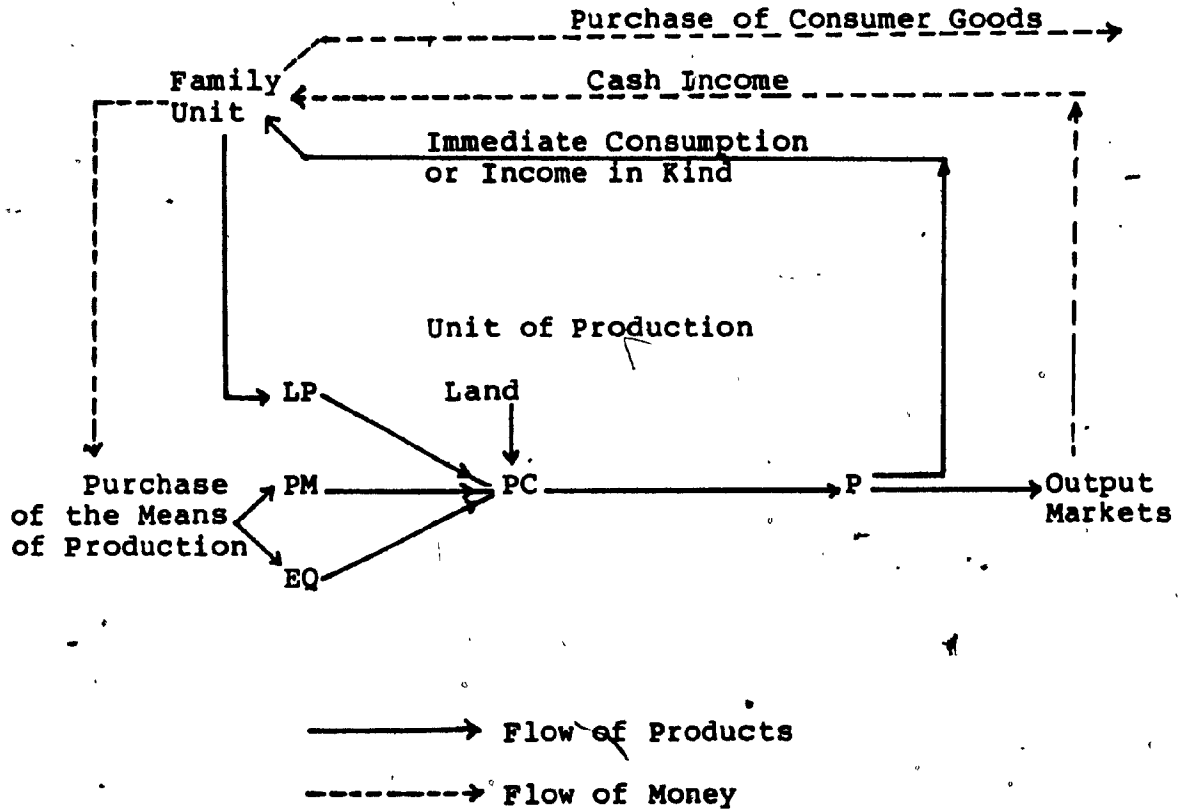 Purchase of Consumer Goods
Family
Unit
Cash Income
Immediate Consumption
or Income in Kind
Unit of Production
LP
Land
Purchase
of the Means
of Production
PM
PC
P
Output
Markets
EQ
Flow of Products
Flow of Money